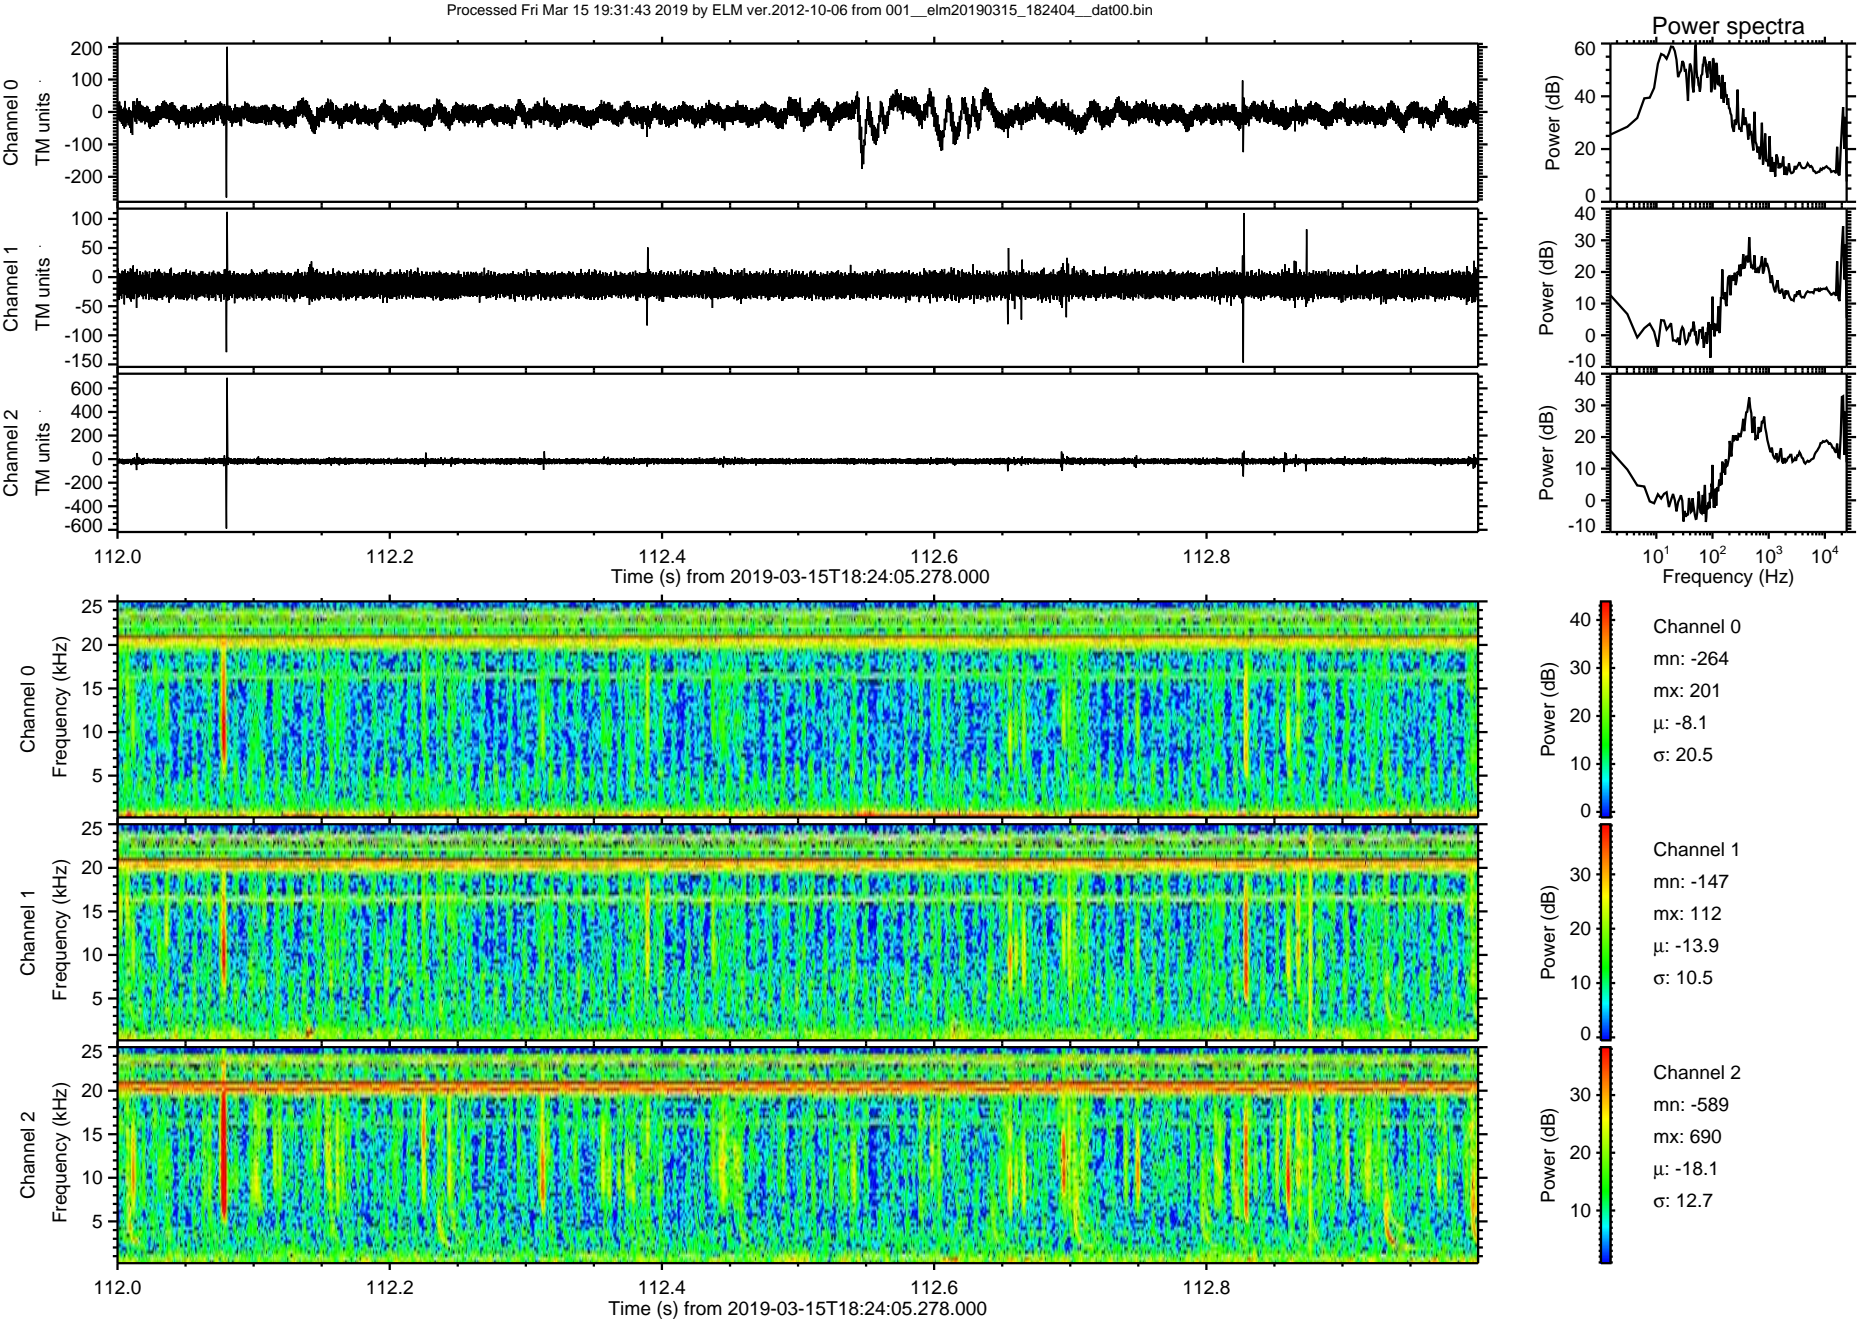 Processed Fri Mar 15 19:31:43 2019 by ELM ver.2012-10-06 from 001__elm20190315_182404__dat00.bin
Power spectra
Channel 0
TM units
200
100
0
-100
-200
Power (dB)
60
40
20
0
Channel 1
TM units
100
50
0
-50
-100
-150
Power (dB)
40
30
20
10
0
-10
Channel 2
TM units
600
400
200
0
-200
-400
-600
Power (dB)
40
30
20
10
0
-10
112.0 112.2 112.4 112.6 112.8
Time (s) from 2019-03-15T18:24:05.278.000
10¹ 10² 10³ 10⁴
Frequency (Hz)
Channel 0
Frequency (kHz)
25
20
15
10
5
Power (dB)
40
30
20
10
0
Channel 0
mn: -264
mx: 201
μ: -8.1
σ: 20.5
Channel 1
Frequency (kHz)
25
20
15
10
5
Power (dB)
30
20
10
0
Channel 1
mn: -147
mx: 112
μ: -13.9
σ: 10.5
Channel 2
Frequency (kHz)
25
20
15
10
5
Power (dB)
30
20
10
Channel 2
mn: -589
mx: 690
μ: -18.1
σ: 12.7
112.0 112.2 112.4 112.6 112.8
Time (s) from 2019-03-15T18:24:05.278.000